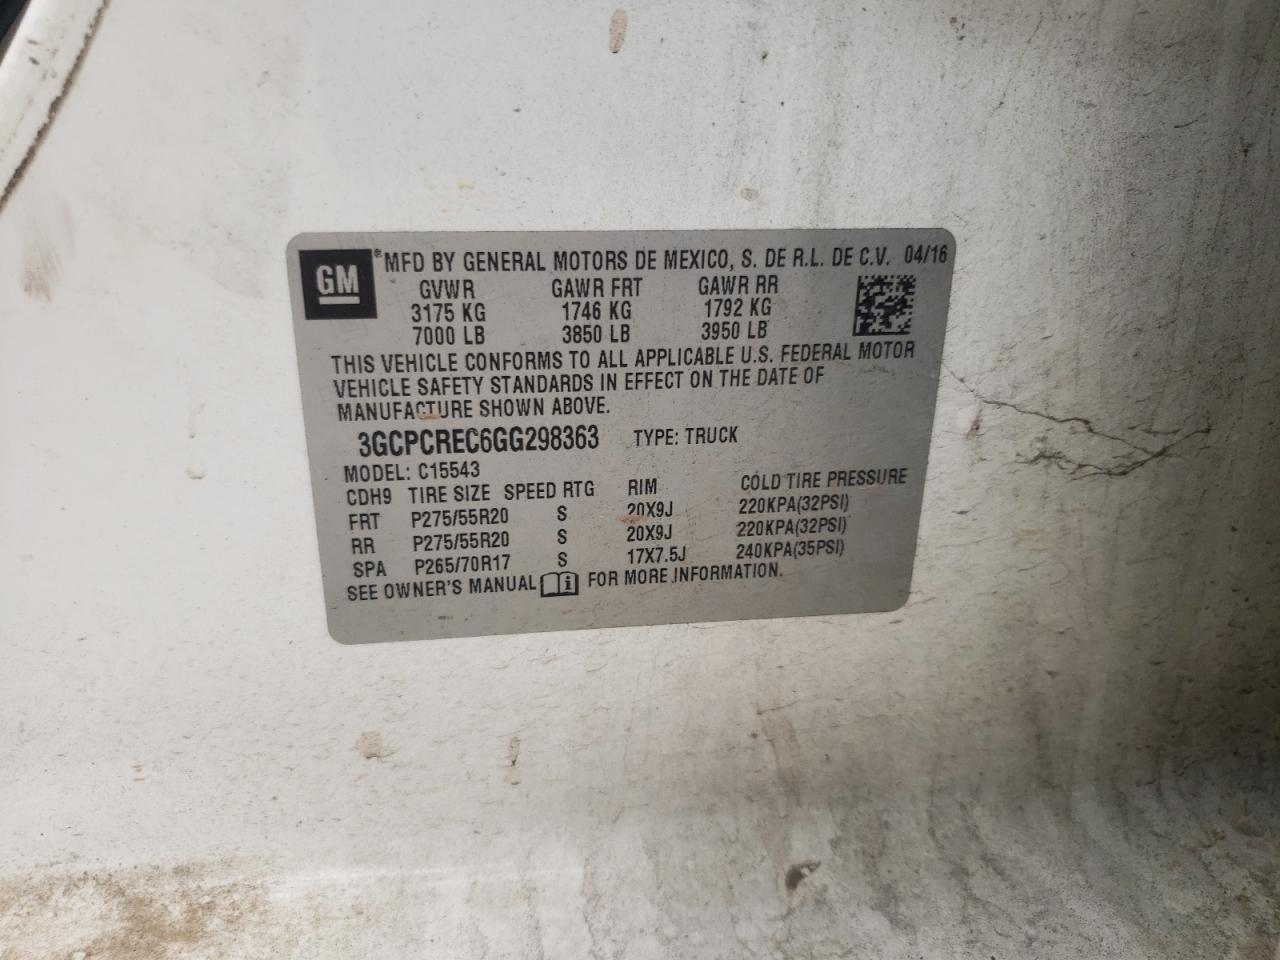 GM
® MFD BY GENERAL MOTORS DE MEXICO, S. DE R.L. DE C.V. 04/16
GVWR GAWR FRT GAWR RR
3175 KG 1746 KG 1792 KG
7000 LB 3850 LB 3950 LB
THIS VEHICLE CONFORMS TO ALL APPLICABLE U.S. FEDERAL MOTOR
VEHICLE SAFETY STANDARDS IN EFFECT ON THE DATE OF
MANUFACTURE SHOWN ABOVE.
3GCPCREC6GG298363 TYPE: TRUCK
MODEL: C15543
CDH9 TIRE SIZE SPEED RTG RIM COLD TIRE PRESSURE
FRT P275/55R20 S 20X9J 220KPA(32PSI)
RR P275/55R20 S 20X9J 220KPA(32PSI)
SPA P265/70R17 S 17X7.5J 240KPA(35PSI)
SEE OWNER'S MANUAL FOR MORE INFORMATION.